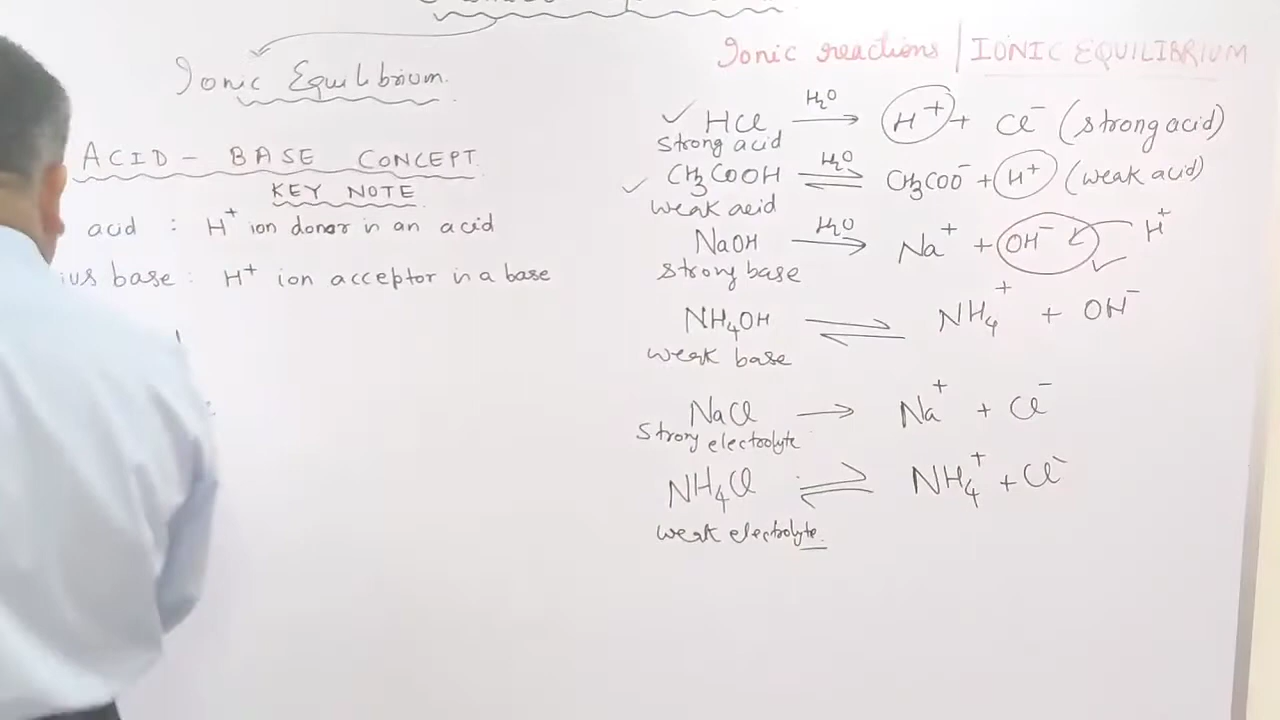 Ionic Equilibrium.
ACID - BASE CONCEPT
KEY NOTE
acid : H⁺ ion donor is an acid
ius base : H⁺ ion acceptor is a base
Ionic reactions | IONIC EQUILIBRIUM
✓ HCl —H₂O→ H⁺ + Cl⁻ (strong acid)
strong acid
✓ CH₃COOH ⇌ H₂O CH₃COO⁻ + H⁺ (weak acid)
weak acid
NaOH —H₂O→ Na⁺ + OH⁻ ← H⁺ ✓
strong base
NH₄OH ⇌ NH₄⁺ + OH⁻
weak base
NaCl → Na⁺ + Cl⁻
Strong electrolyte
NH₄Cl ⇌ NH₄⁺ + Cl⁻
weak electrolyte.